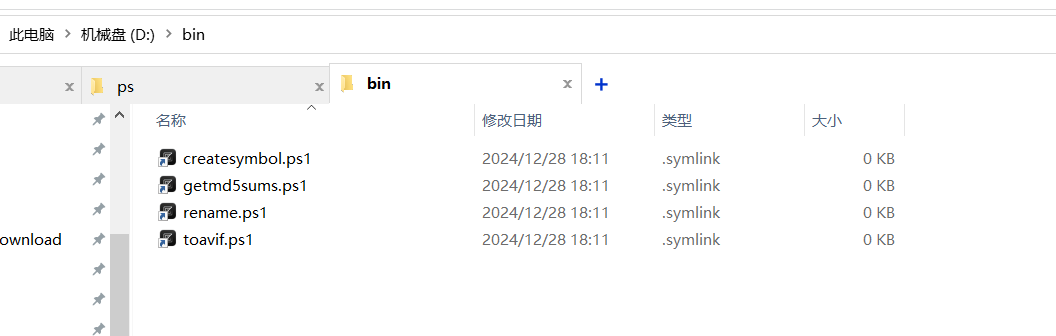 此电脑 > 机械盘 (D:) > bin
x ps x bin x +
名称 修改日期 类型 大小
createsymbol.ps1 2024/12/28 18:11 .symlink 0 KB
getmd5sums.ps1 2024/12/28 18:11 .symlink 0 KB
rename.ps1 2024/12/28 18:11 .symlink 0 KB
ownload toavif.ps1 2024/12/28 18:11 .symlink 0 KB